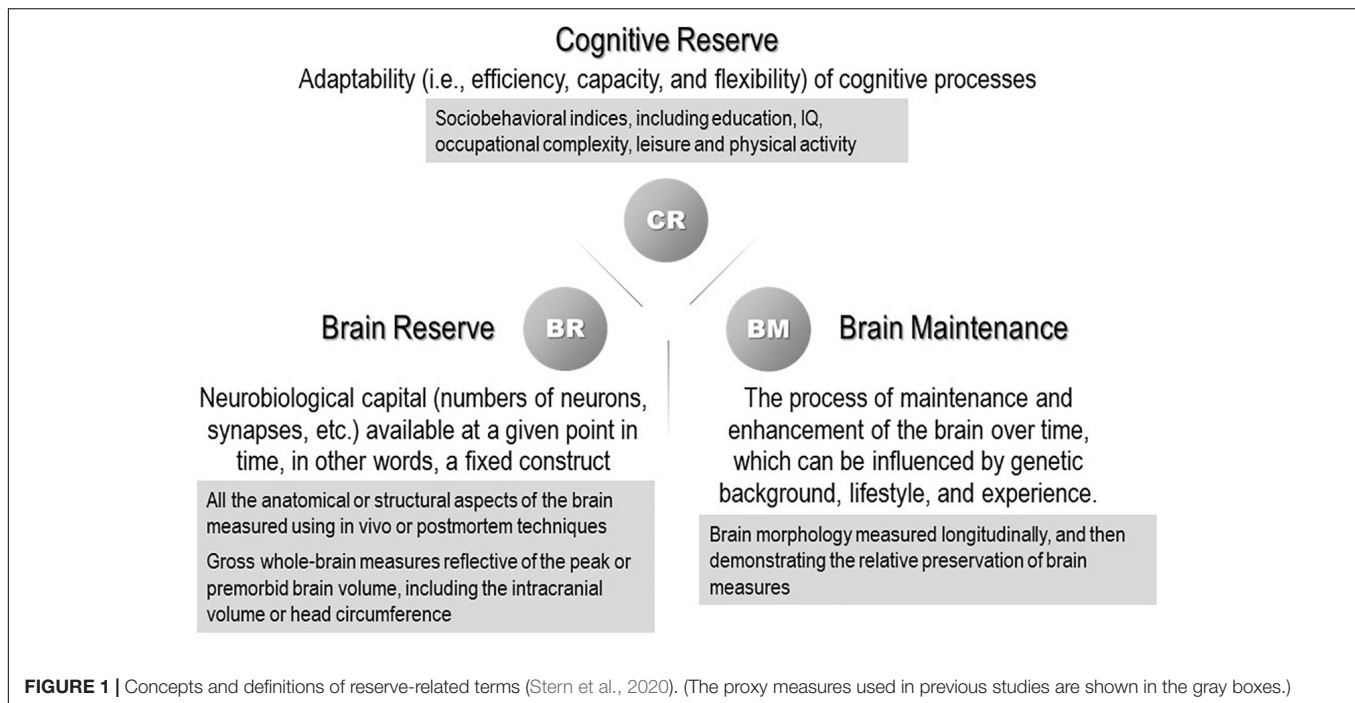 Cognitive Reserve
Adaptability (i.e., efficiency, capacity, and flexibility) of cognitive processes
Sociobehavioral indices, including education, IQ,
occupational complexity, leisure and physical activity
CR
Brain Reserve
BR
Neurobiological capital (numbers of neurons,
synapses, etc.) available at a given point in
time, in other words, a fixed construct
All the anatomical or structural aspects of the brain
measured using in vivo or postmortem techniques
Gross whole-brain measures reflective of the peak or
premorbid brain volume, including the intracranial
volume or head circumference
BM
Brain Maintenance
The process of maintenance and
enhancement of the brain over time,
which can be influenced by genetic
background, lifestyle, and experience.
Brain morphology measured longitudinally, and then
demonstrating the relative preservation of brain
measures
FIGURE 1 | Concepts and definitions of reserve-related terms (Stern et al., 2020). (The proxy measures used in previous studies are shown in the gray boxes.)